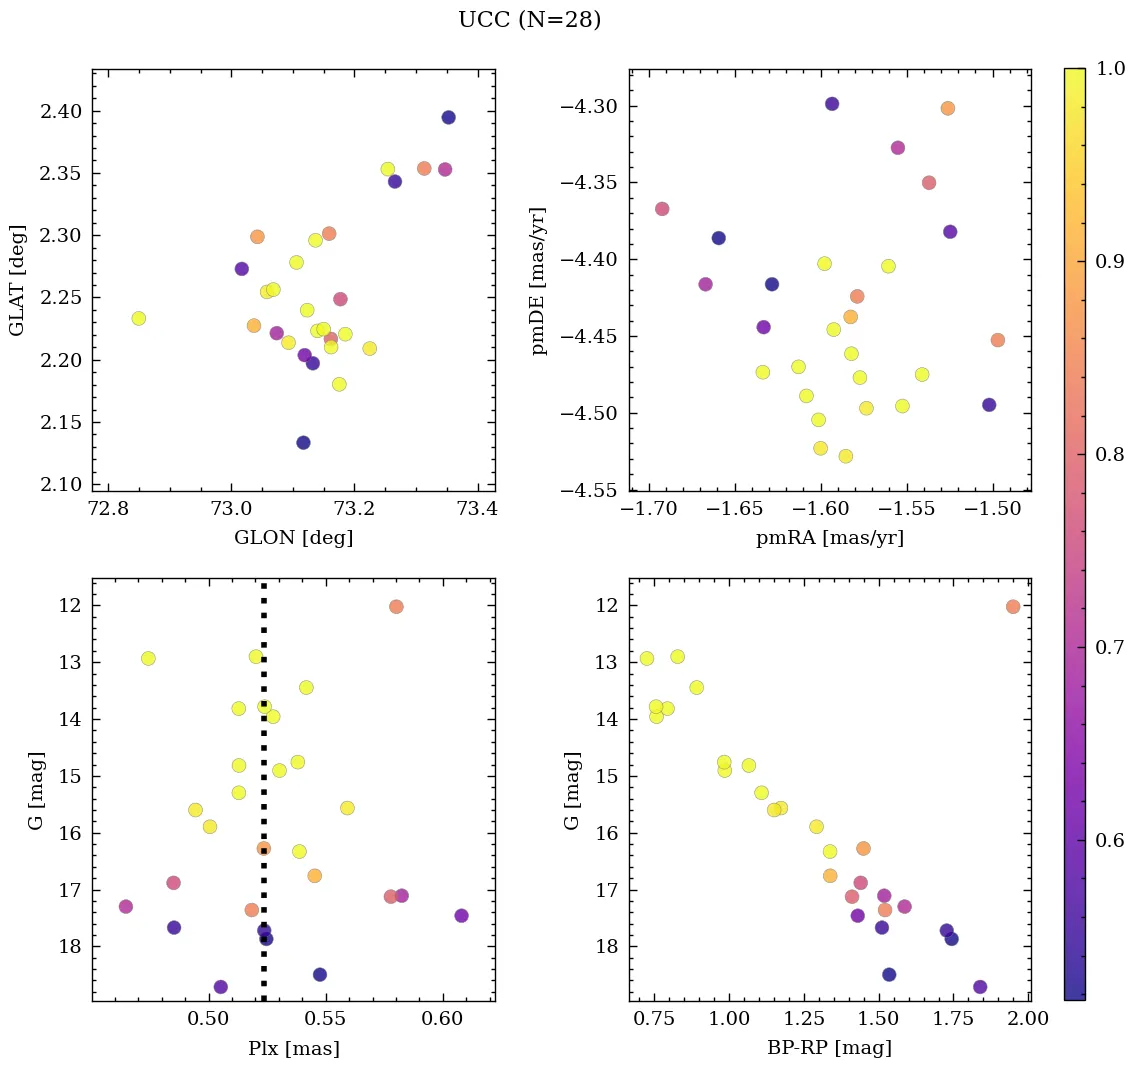 UCC (N=28)
2.40
2.35
2.30
2.25
2.20
2.15
2.10
GLAT [deg]
72.8 73.0 73.2 73.4
GLON [deg]
−4.30
−4.35
−4.40
−4.45
−4.50
−4.55
pmDE [mas/yr]
−1.70 −1.65 −1.60 −1.55 −1.50
pmRA [mas/yr]
12
13
14
15
16
17
18
G [mag]
0.50 0.55 0.60
Plx [mas]
12
13
14
15
16
17
18
G [mag]
0.75 1.00 1.25 1.50 1.75 2.00
BP-RP [mag]
1.0
0.9
0.8
0.7
0.6